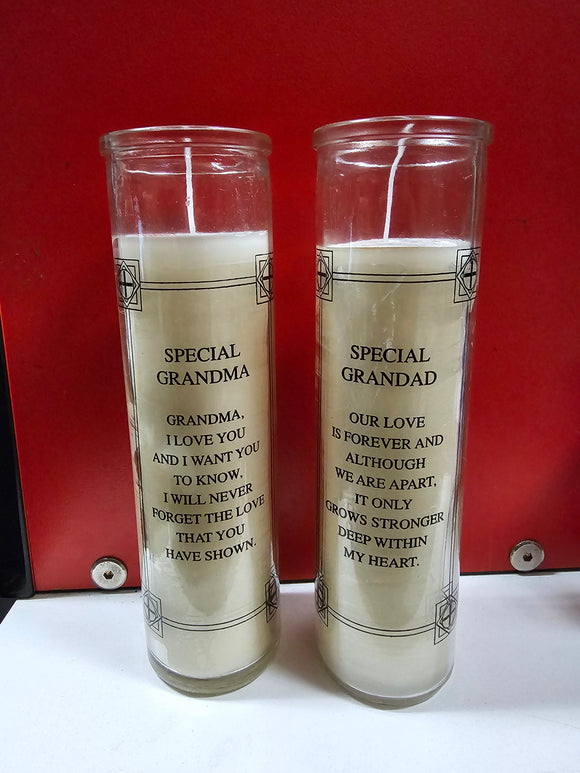 SPECIAL
GRANDMA
GRANDMA,
I LOVE YOU
AND I WANT YOU
TO KNOW,
I WILL NEVER
FORGET THE LOVE
THAT YOU
HAVE SHOWN.
SPECIAL
GRANDAD
OUR LOVE
IS FOREVER AND
ALTHOUGH
WE ARE APART,
IT ONLY
GROWS STRONGER
DEEP WITHIN
MY HEART.